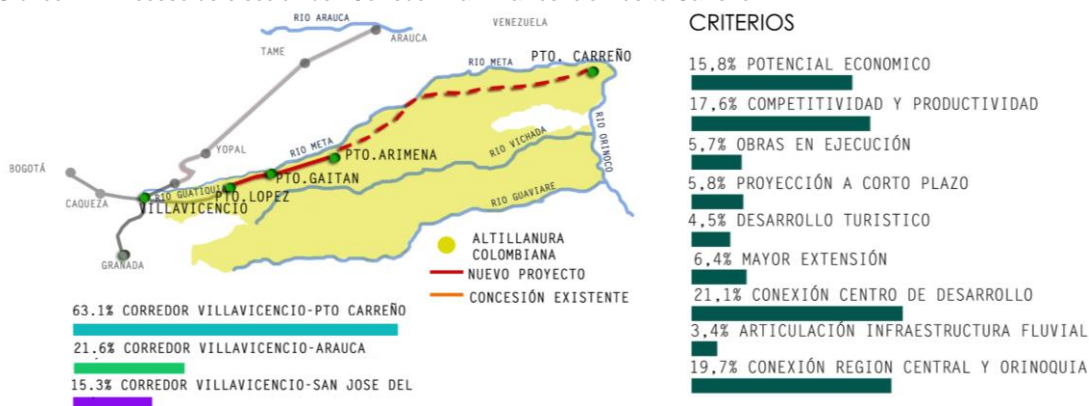 RIO ARAUCA
VENEZUELA
ARAUCA
TAME
PTO. CARREÑO
RIO META
RIO ORINOCO
RIO VICHADA
YOPAL
RIO META
BOGOTÁ
PTO.ARIMENA
PTO.GAITAN
RIO GUATIQUIA
PTO.LOPEZ
CAQUEZA
VILLAVICENCIO
RIO GUAVIARE
GRANADA
ALTILLANURA
COLOMBIANA
NUEVO PROYECTO
CONCESIÓN EXISTENTE
63.1% CORREDOR VILLAVICENCIO-PTO CARREÑO
21.6% CORREDOR VILLAVICENCIO-ARAUCA
15.3% CORREDOR VILLAVICENCIO-SAN JOSE DEL
CRITERIOS
15,8% POTENCIAL ECONOMICO
17.6% COMPETITIVIDAD Y PRODUCTIVIDAD
5,7% OBRAS EN EJECUCIÓN
5,8% PROYECCIÓN A CORTO PLAZO
4,5% DESARROLLO TURISTICO
6,4% MAYOR EXTENSIÓN
21,1% CONEXIÓN CENTRO DE DESARROLLO
3,4% ARTICULACIÓN INFRAESTRUCTURA FLUVIAL
19,7% CONEXIÓN REGION CENTRAL Y ORINOQUIA